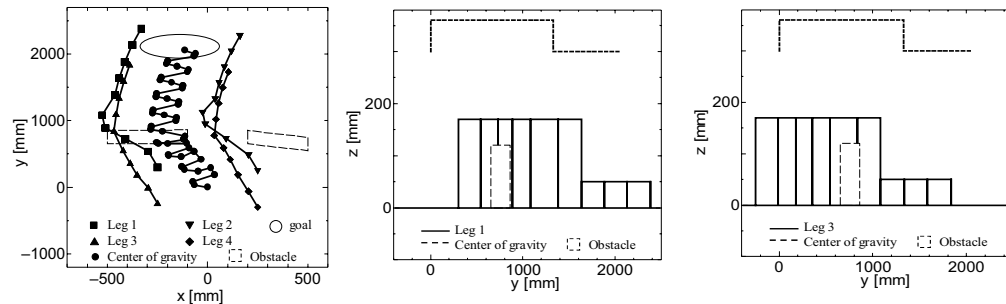 2000
1000
0
−1000
y [mm]
−500
0
500
x [mm]
Leg 1
Leg 2
goal
Leg 3
Leg 4
Center of gravity
Obstacle
200
0
z [mm]
0
1000
2000
y [mm]
Leg 1
Center of gravity
Obstacle
200
0
z [mm]
0
1000
2000
y [mm]
Leg 3
Center of gravity
Obstacle